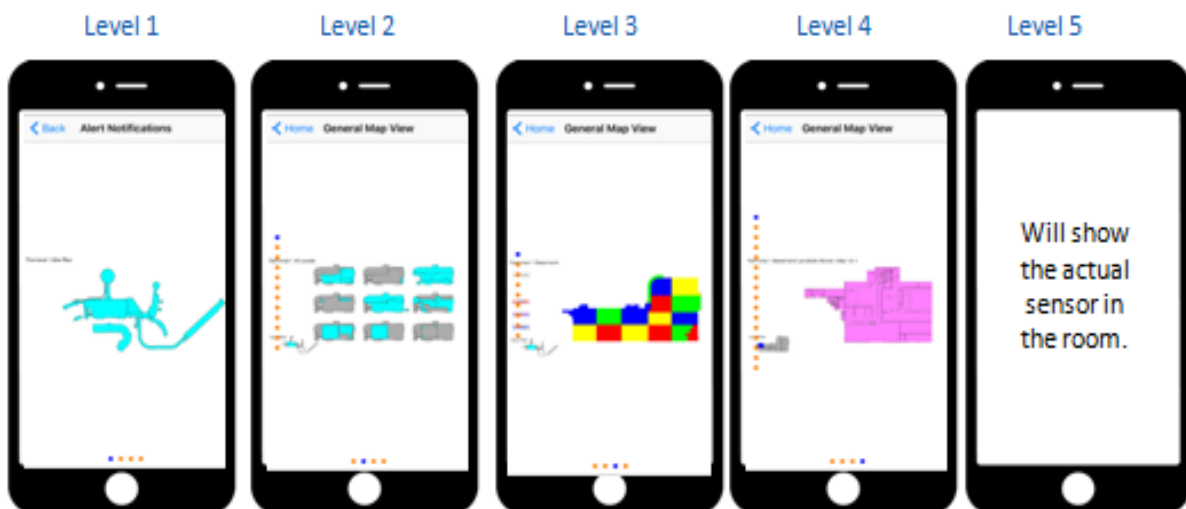 Level 1
Level 2
Level 3
Level 4
Level 5
Back Alert Notifications
Home General Map View
Home General Map View
Home General Map View
Will show
the actual
sensor in
the room.